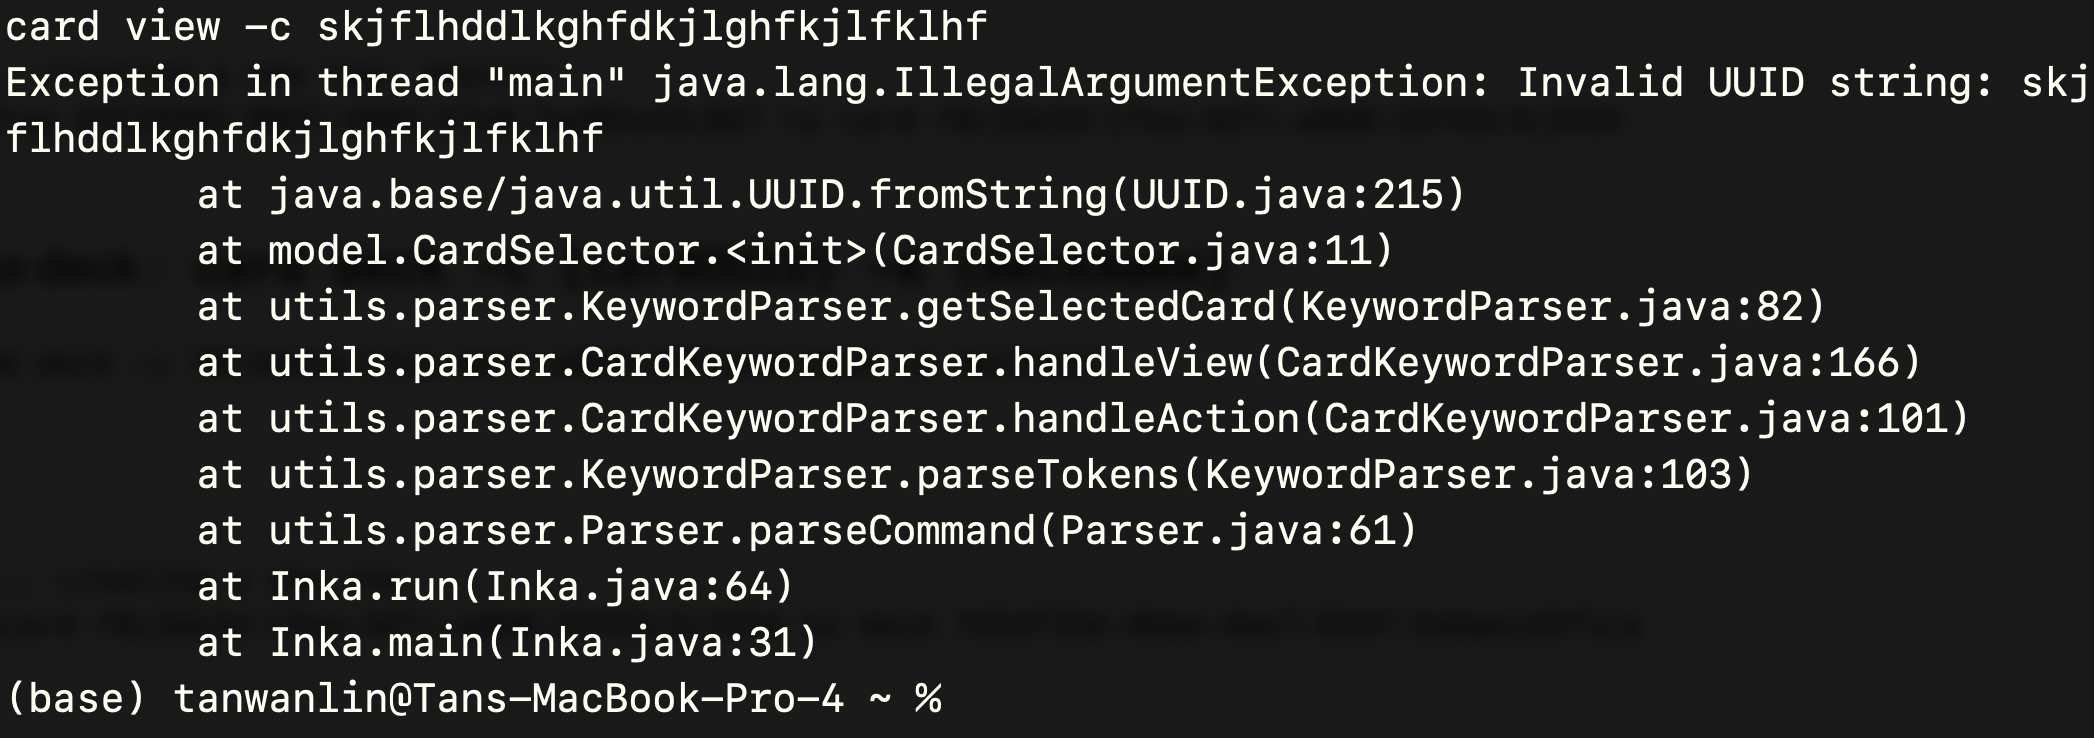 card view -c skjflhddlkghfdkjlghfkjlfklhf
Exception in thread "main" java.lang.IllegalArgumentException: Invalid UUID string: skj
flhddlkghfdkjlghfkjlfklhf
        at java.base/java.util.UUID.fromString(UUID.java:215)
        at model.CardSelector.<init>(CardSelector.java:11)
        at utils.parser.KeywordParser.getSelectedCard(KeywordParser.java:82)
        at utils.parser.CardKeywordParser.handleView(CardKeywordParser.java:166)
        at utils.parser.CardKeywordParser.handleAction(CardKeywordParser.java:101)
        at utils.parser.KeywordParser.parseTokens(KeywordParser.java:103)
        at utils.parser.Parser.parseCommand(Parser.java:61)
        at Inka.run(Inka.java:64)
        at Inka.main(Inka.java:31)
(base) tanwanlin@Tans-MacBook-Pro-4 ~ %